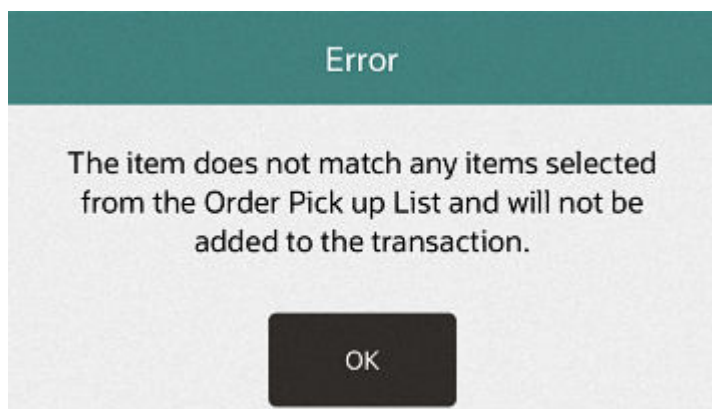 Error
The item does not match any items selected
from the Order Pick up List and will not be
added to the transaction.
OK